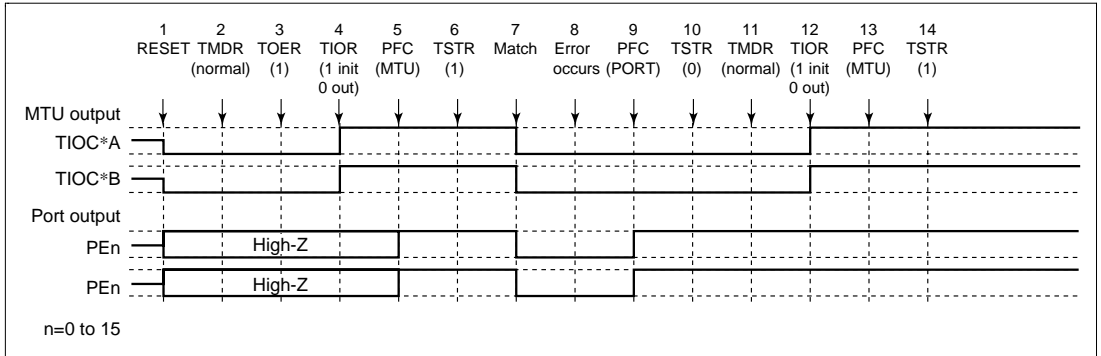 1 2 3 4 5 6 7 8 9 10 11 12 13 14
RESET TMDR TOER TIOR PFC TSTR Match Error PFC TSTR TMDR TIOR PFC TSTR
(normal) (1) (1 init (MTU) (1) occurs (PORT) (0) (normal) (1 init (MTU) (1)
0 out) 0 out)
MTU output
TIOC*A
TIOC*B
Port output
PEn High-Z
PEn High-Z
n=0 to 15